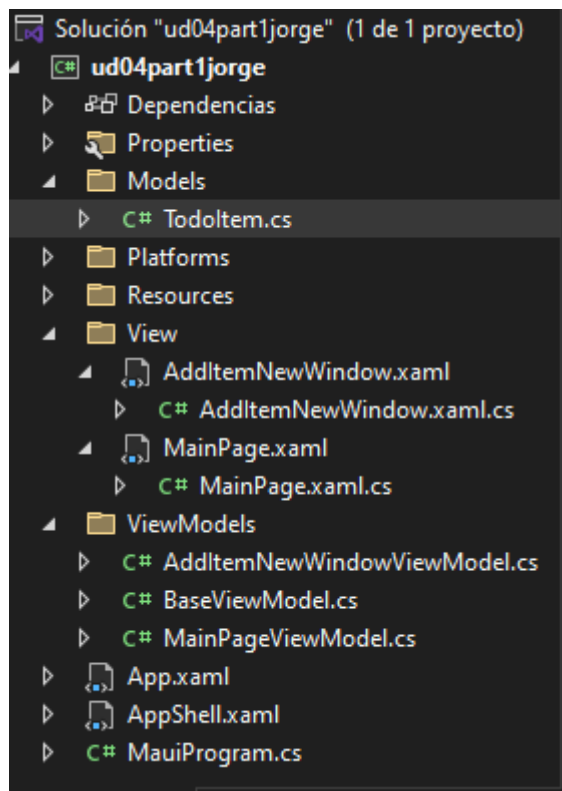 Solución "ud04part1jorge" (1 de 1 proyecto)
C# ud04part1jorge
Dependencias
Properties
Models
C# TodoItem.cs
Platforms
Resources
View
AddItemNewWindow.xaml
C# AddItemNewWindow.xaml.cs
MainPage.xaml
C# MainPage.xaml.cs
ViewModels
C# AddItemNewWindowViewModel.cs
C# BaseViewModel.cs
C# MainPageViewModel.cs
App.xaml
AppShell.xaml
C# MauiProgram.cs